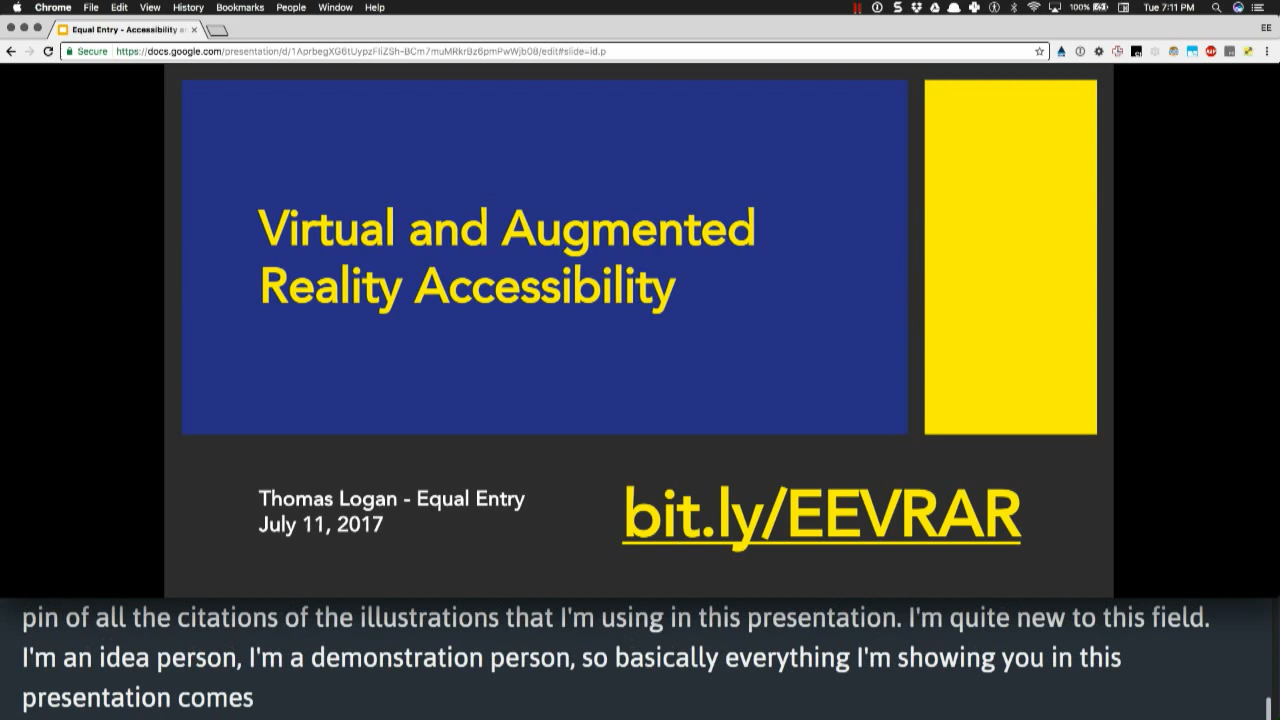 Chrome File Edit View History Bookmarks People Window Help 100% Tue 7:11 PM
Equal Entry - Accessibility a EE
Secure https://docs.google.com/presentation/d/1AprbegXG6tUypzFliZSh-BCm7muMRkrBz6pmPwWjb08/edit#slide=id.p
Virtual and Augmented
Reality Accessibility
Thomas Logan - Equal Entry
July 11, 2017
bit.ly/EEVRAR
pin of all the citations of the illustrations that I'm using in this presentation. I'm quite new to this field.
I'm an idea person, I'm a demonstration person, so basically everything I'm showing you in this
presentation comes